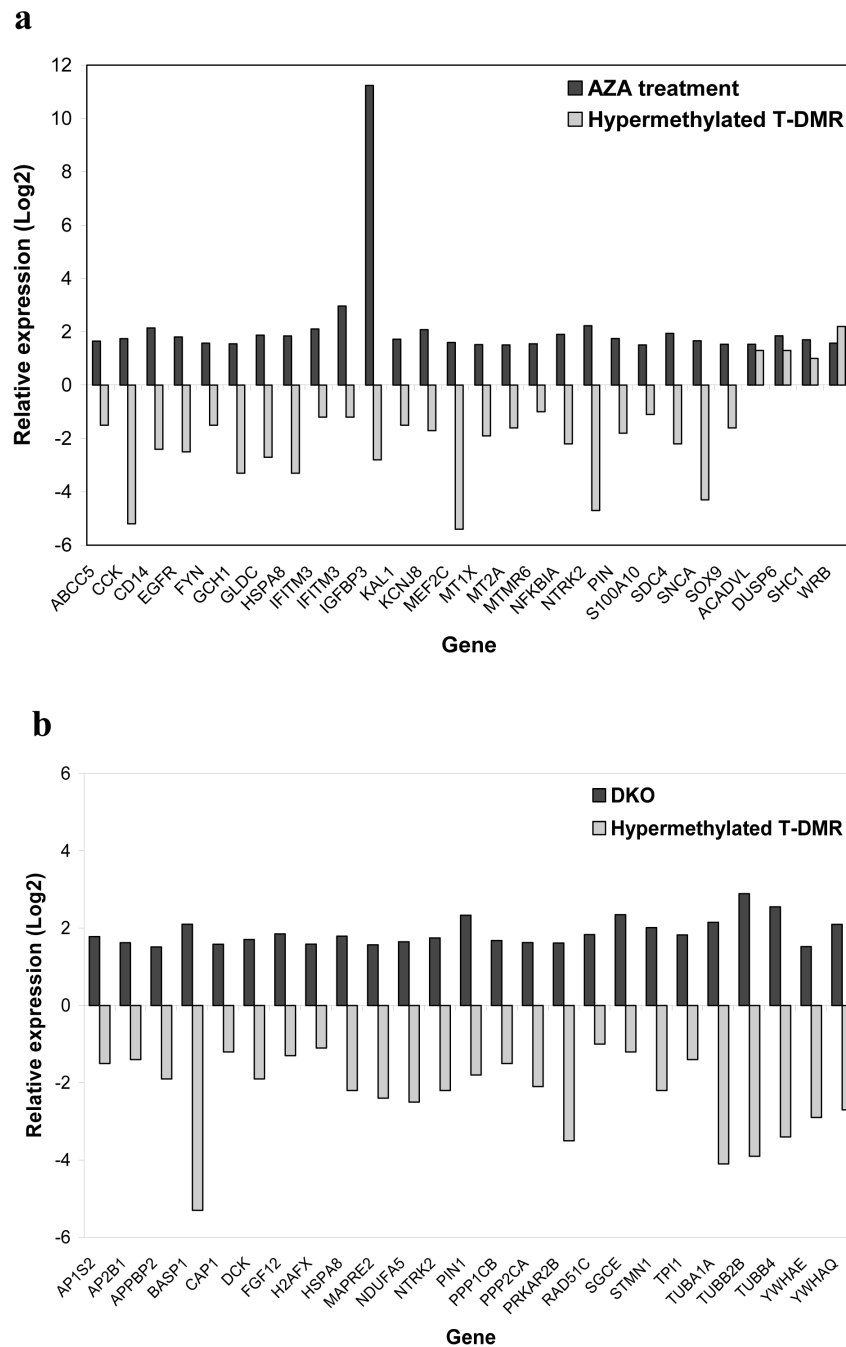 a
12
10
8
6
4
2
0
-2
-4
-6
Relative expression (Log2)
AZA treatment
Hypermethylated T-DMR
ABCC5
CCK
CD14
EGFR
FYN
GCH1
GLDC
HSPA8
IFITM3
IFITM3
IGFBP3
KAL1
KCNJ8
MEF2C
MT1X
MT2A
MTMR6
NFKBIA
NTRK2
PIN
S100A10
SDC4
SNCA
SOX9
ACADVL
DUSP6
SHC1
WRB
Gene
b
6
4
2
0
-2
-4
-6
Relative expression (Log2)
DKO
Hypermethylated T-DMR
AP1S2
AP2B1
APPBP2
BASP1
CAP1
DCK
FGF12
H2AFX
HSPA8
MAPRE2
NDUFA5
NTRK2
PIN1
PPP1CB
PPP2CA
PRKAR2B
RAD51C
SGCE
STMN1
TPI1
TUBA1A
TUBB2B
TUBB4
YWHAE
YWHAQ
Gene